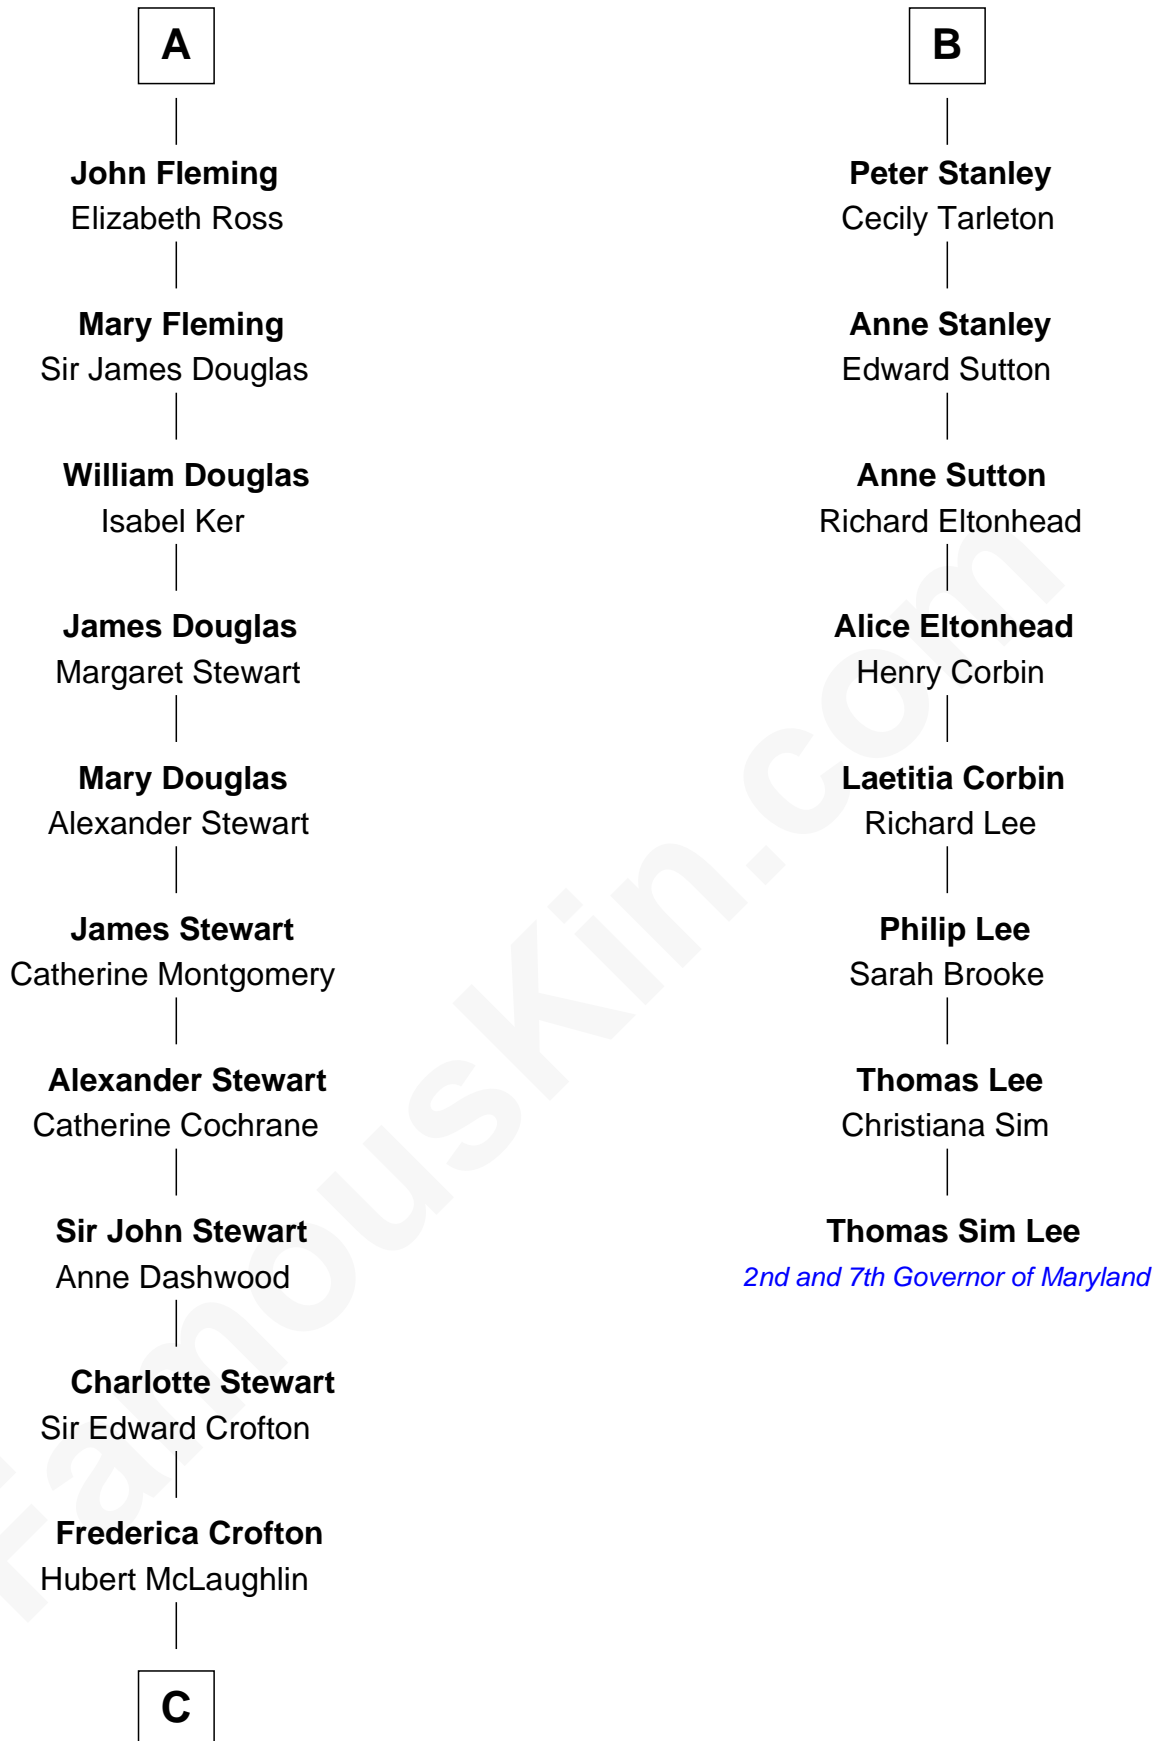 A
John Fleming
Elizabeth Ross
Mary Fleming
Sir James Douglas
William Douglas
Isabel Ker
James Douglas
Margaret Stewart
Mary Douglas
Alexander Stewart
James Stewart
Catherine Montgomery
Alexander Stewart
Catherine Cochrane
Sir John Stewart
Anne Dashwood
Charlotte Stewart
Sir Edward Crofton
Frederica Crofton
Hubert McLaughlin
C
B
Peter Stanley
Cecily Tarleton
Anne Stanley
Edward Sutton
Anne Sutton
Richard Eltonhead
Alice Eltonhead
Henry Corbin
Laetitia Corbin
Richard Lee
Philip Lee
Sarah Brooke
Thomas Lee
Christiana Sim
Thomas Sim Lee
2nd and 7th Governor of Maryland
FamousKin.com